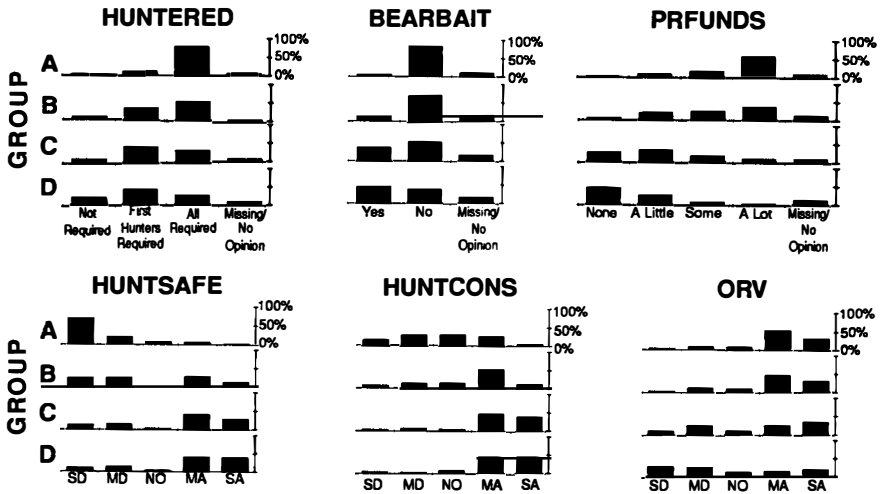 HUNTERED BEARBAIT PRFUNDS
100% 100% 100%
A 50% 50% 50%
0% 0% 0%
GROUP
B
C
D
Not Required First Hunters Required All Required Missing/ No Opinion
Yes No Missing/ No Opinion
None A Little Some A Lot Missing/ No Opinion
HUNTSAFE HUNTCONS ORV
100% 100% 100%
A 50% 50% 50%
0% 0% 0%
GROUP
B
C
D
SD MD NO MA SA SD MD NO MA SA SD MD NO MA SA